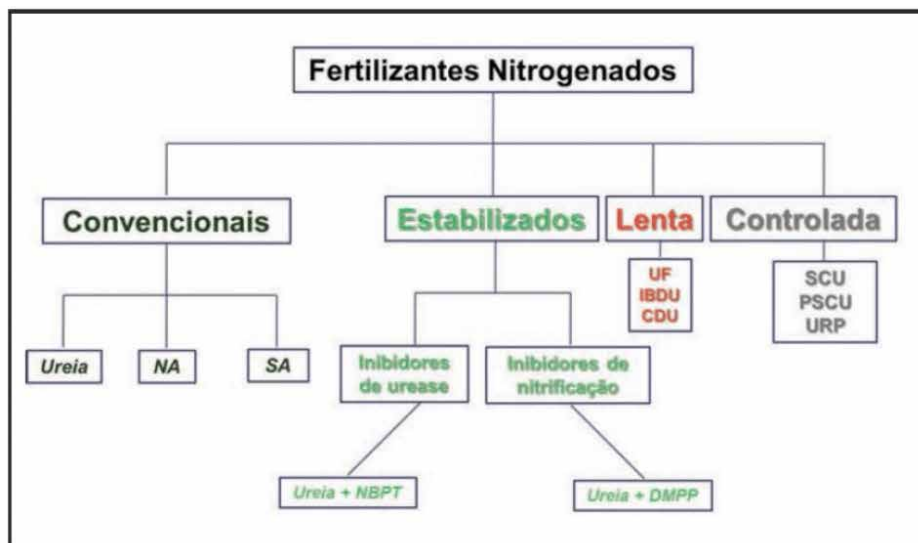 Fertilizantes Nitrogenados
Convencionais
Estabilizados
Lenta
Controlada
UF
IBDU
CDU
SCU
PSCU
URP
Ureia
NA
SA
Inibidores
de urease
Inibidores de
nitrificação
Ureia + NBPT
Ureia + DMPP